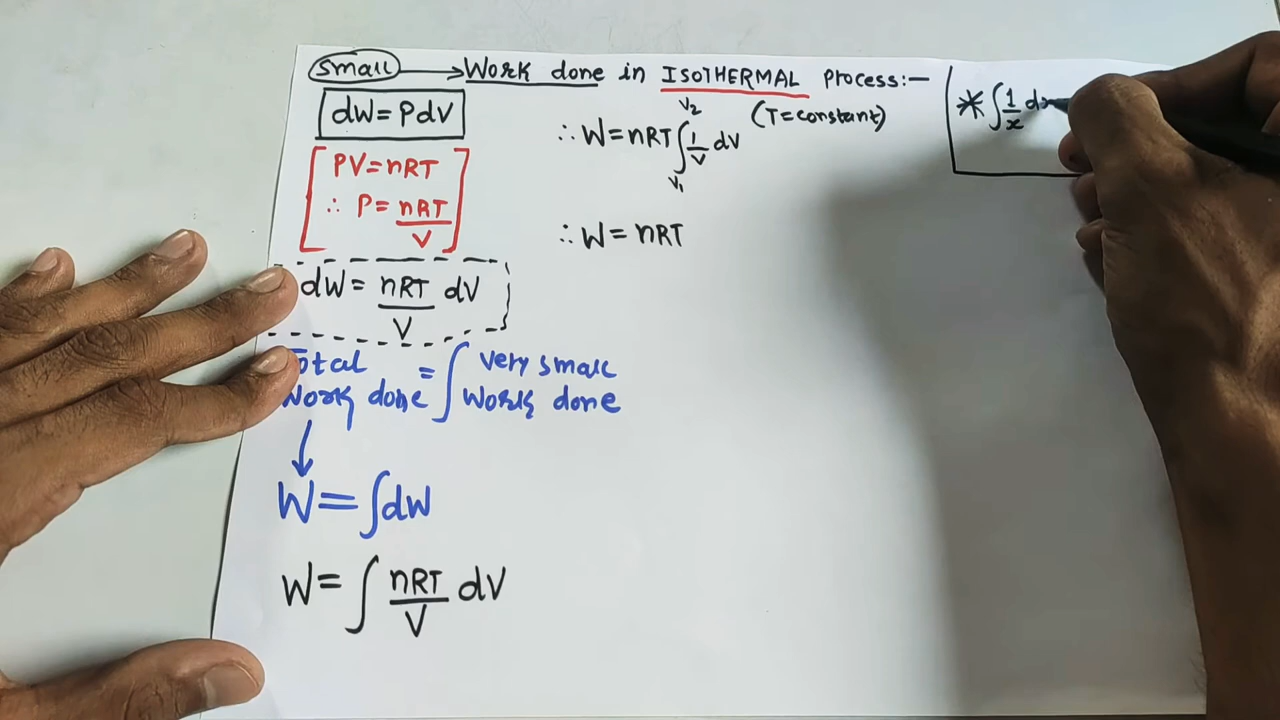 small → Work done in ISOTHERMAL process:-
(T=constant)
dW = PdV
PV = nRT
∴ P = nRT/V
dW = nRT/V dV
Total work done = ∫ very small work done
W = ∫dW
W = ∫ nRT/V dV
∴ W = nRT ∫_{V₁}^{V₂} 1/V dV
∴ W = nRT
* ∫ 1/x dx